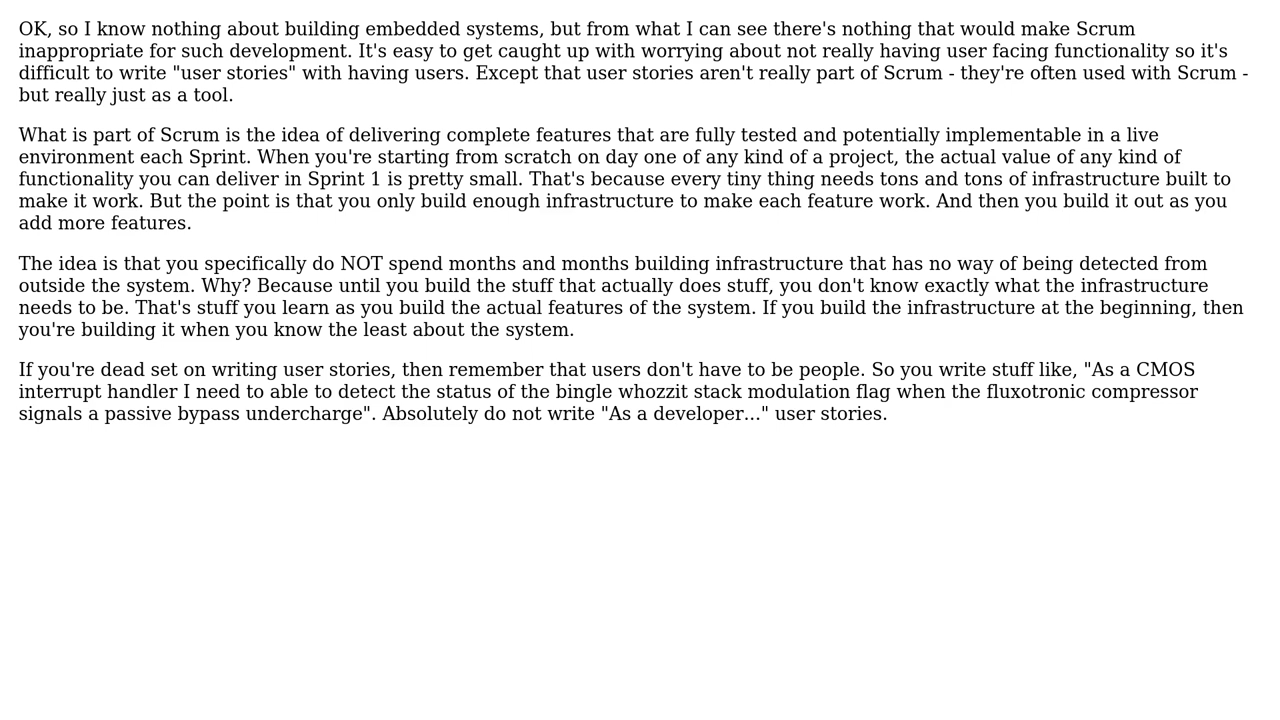 OK, so I know nothing about building embedded systems, but from what I can see there's nothing that would make Scrum
inappropriate for such development. It's easy to get caught up with worrying about not really having user facing functionality so it's
difficult to write "user stories" with having users. Except that user stories aren't really part of Scrum - they're often used with Scrum -
but really just as a tool.
What is part of Scrum is the idea of delivering complete features that are fully tested and potentially implementable in a live
environment each Sprint. When you're starting from scratch on day one of any kind of a project, the actual value of any kind of
functionality you can deliver in Sprint 1 is pretty small. That's because every tiny thing needs tons and tons of infrastructure built to
make it work. But the point is that you only build enough infrastructure to make each feature work. And then you build it out as you
add more features.
The idea is that you specifically do NOT spend months and months building infrastructure that has no way of being detected from
outside the system. Why? Because until you build the stuff that actually does stuff, you don't know exactly what the infrastructure
needs to be. That's stuff you learn as you build the actual features of the system. If you build the infrastructure at the beginning, then
you're building it when you know the least about the system.
If you're dead set on writing user stories, then remember that users don't have to be people. So you write stuff like, "As a CMOS
interrupt handler I need to able to detect the status of the bingle whozzit stack modulation flag when the fluxotronic compressor
signals a passive bypass undercharge". Absolutely do not write "As a developer..." user stories.